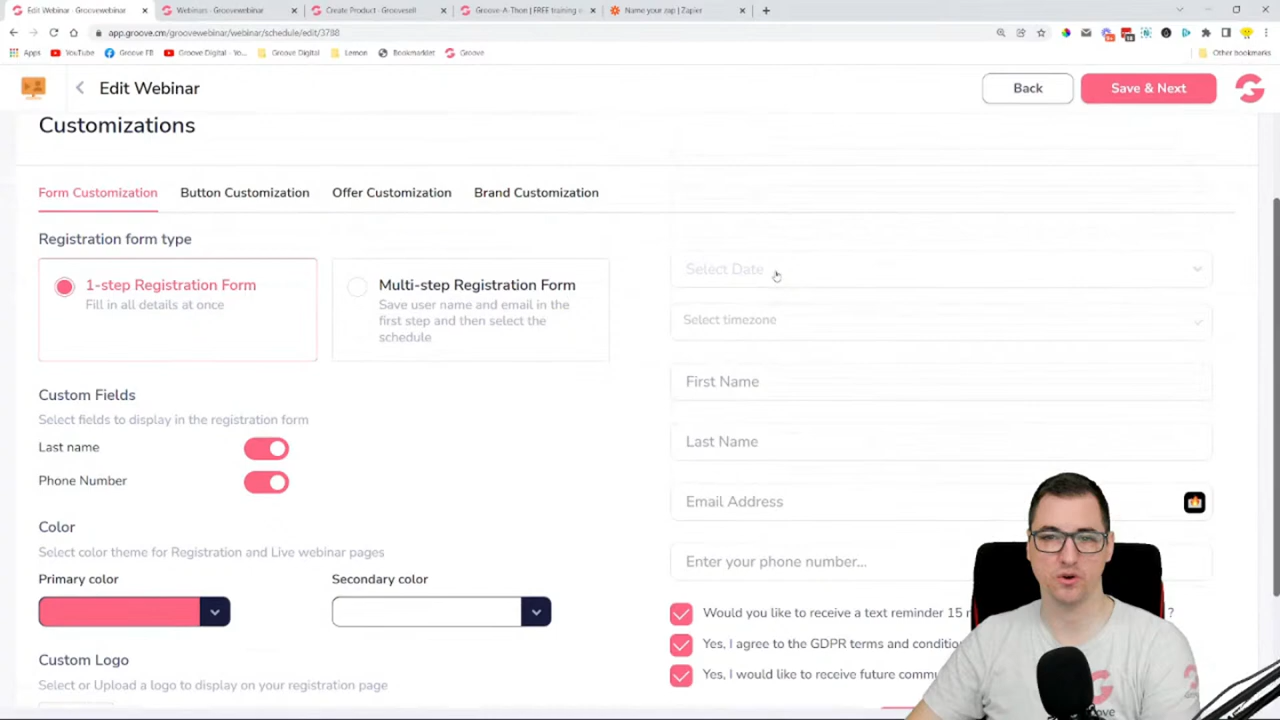 Edit Webinar - Groovewebinar
Webinars - Groovewebinar
Create Product - Groovesell
Groove-A-Thon | FREE training
Name your zap | Zapier
app.groove.cm/groovewebinar/webinar/schedule/edit/3788
Apps
YouTube
Groove FB
Groove Digital - Yo...
Groove Digital
Lemon
Bookmarklet
Groove
Other bookmarks
Edit Webinar
Back
Save & Next
Customizations
Form Customization
Button Customization
Offer Customization
Brand Customization
Registration form type
1-step Registration Form
Fill in all details at once
Multi-step Registration Form
Save user name and email in the
first step and then select the
schedule
Custom Fields
Select fields to display in the registration form
Last name
Phone Number
Color
Select color theme for Registration and Live webinar pages
Primary color
Secondary color
Custom Logo
Select or Upload a logo to display on your registration page
Select Date
Select timezone
First Name
Last Name
Email Address
Enter your phone number...
Would you like to receive a text reminder 15 ?
Yes, I agree to the GDPR terms and
Yes, I would like to receive future